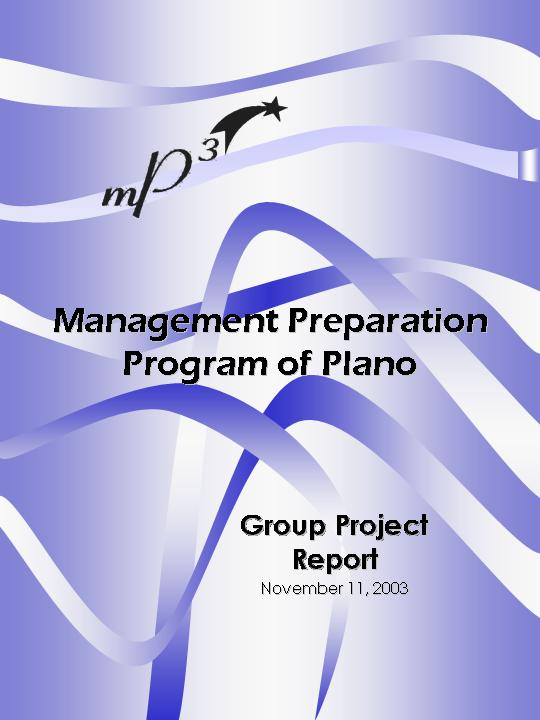 mP3
Management Preparation
Program of Plano
Group Project
Report
November 11, 2003